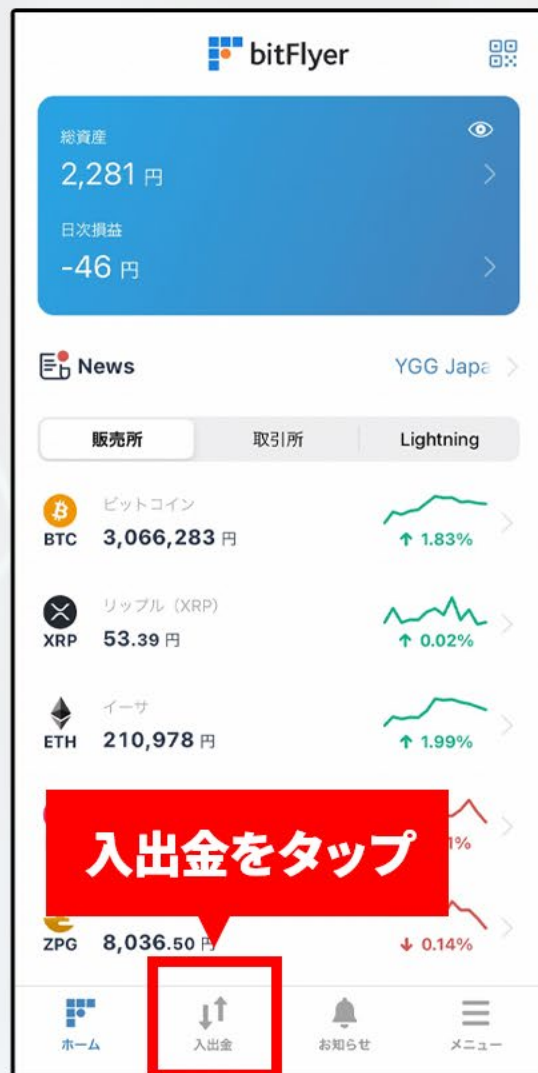 bitFlyer
総資産
2,281 円
日次損益
-46 円
News
YGG Japa
販売所 取引所 Lightning
ビットコイン
BTC 3,066,283 円 ↑ 1.83%
リップル（XRP）
XRP 53.39 円 ↑ 0.02%
イーサ
ETH 210,978 円 ↑ 1.99%
1%
入出金をタップ
ZPG 8,036.50 ↓ 0.14%
ホーム 入出金 お知らせ メニュー